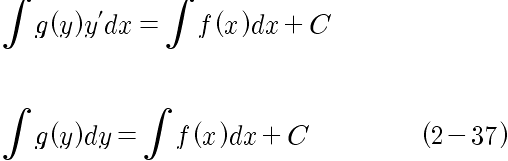 ∫ g(y)y′dx = ∫ f(x)dx + C
∫ g(y)dy = ∫ f(x)dx + C (2−37)